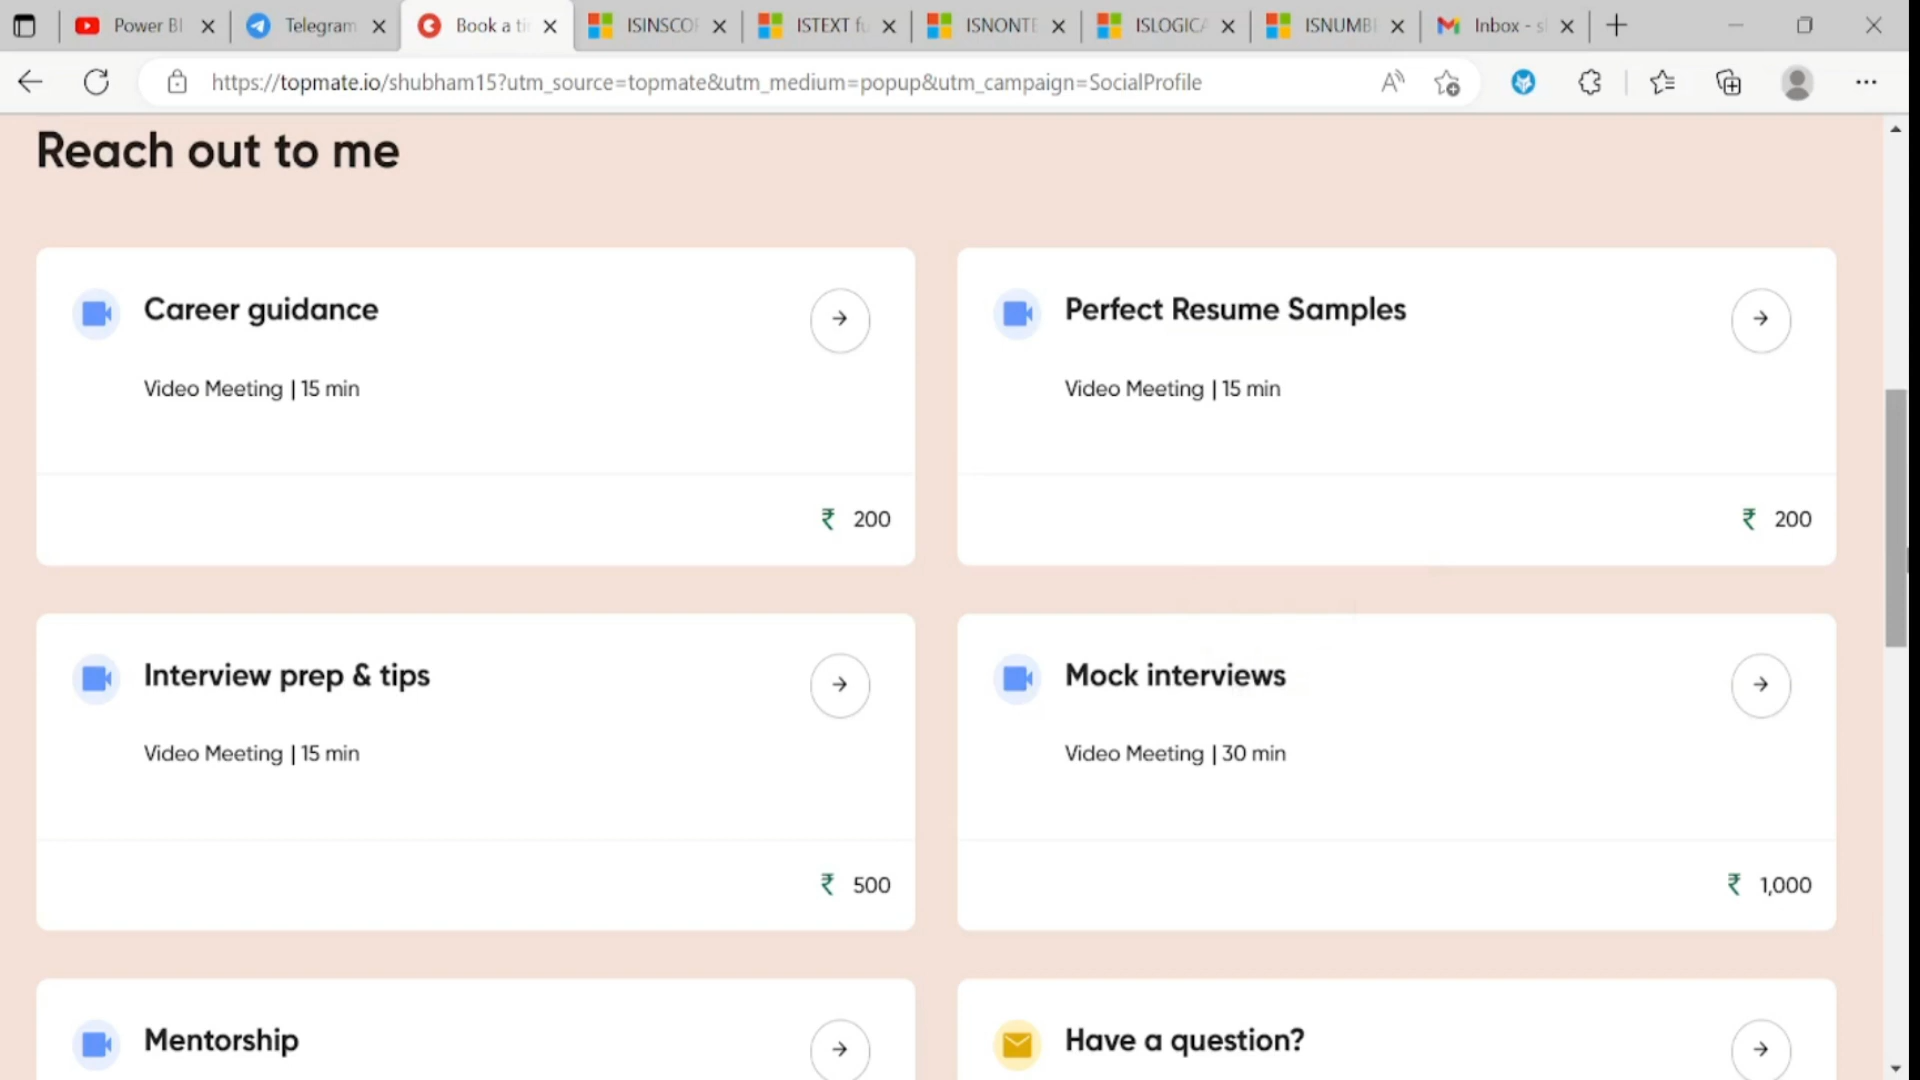 Power BI
Telegram
Book a ti
ISINSCO
ISTEXT fu
ISNONTE
ISLOGICA
ISNUMB
Inbox - s
https://topmate.io/shubham15?utm_source=topmate&utm_medium=popup&utm_campaign=SocialProfile
Reach out to me
Career guidance
Video Meeting | 15 min
₹ 200
Perfect Resume Samples
Video Meeting | 15 min
₹ 200
Interview prep & tips
Video Meeting | 15 min
₹ 500
Mock interviews
Video Meeting | 30 min
₹ 1,000
Mentorship
Have a question?